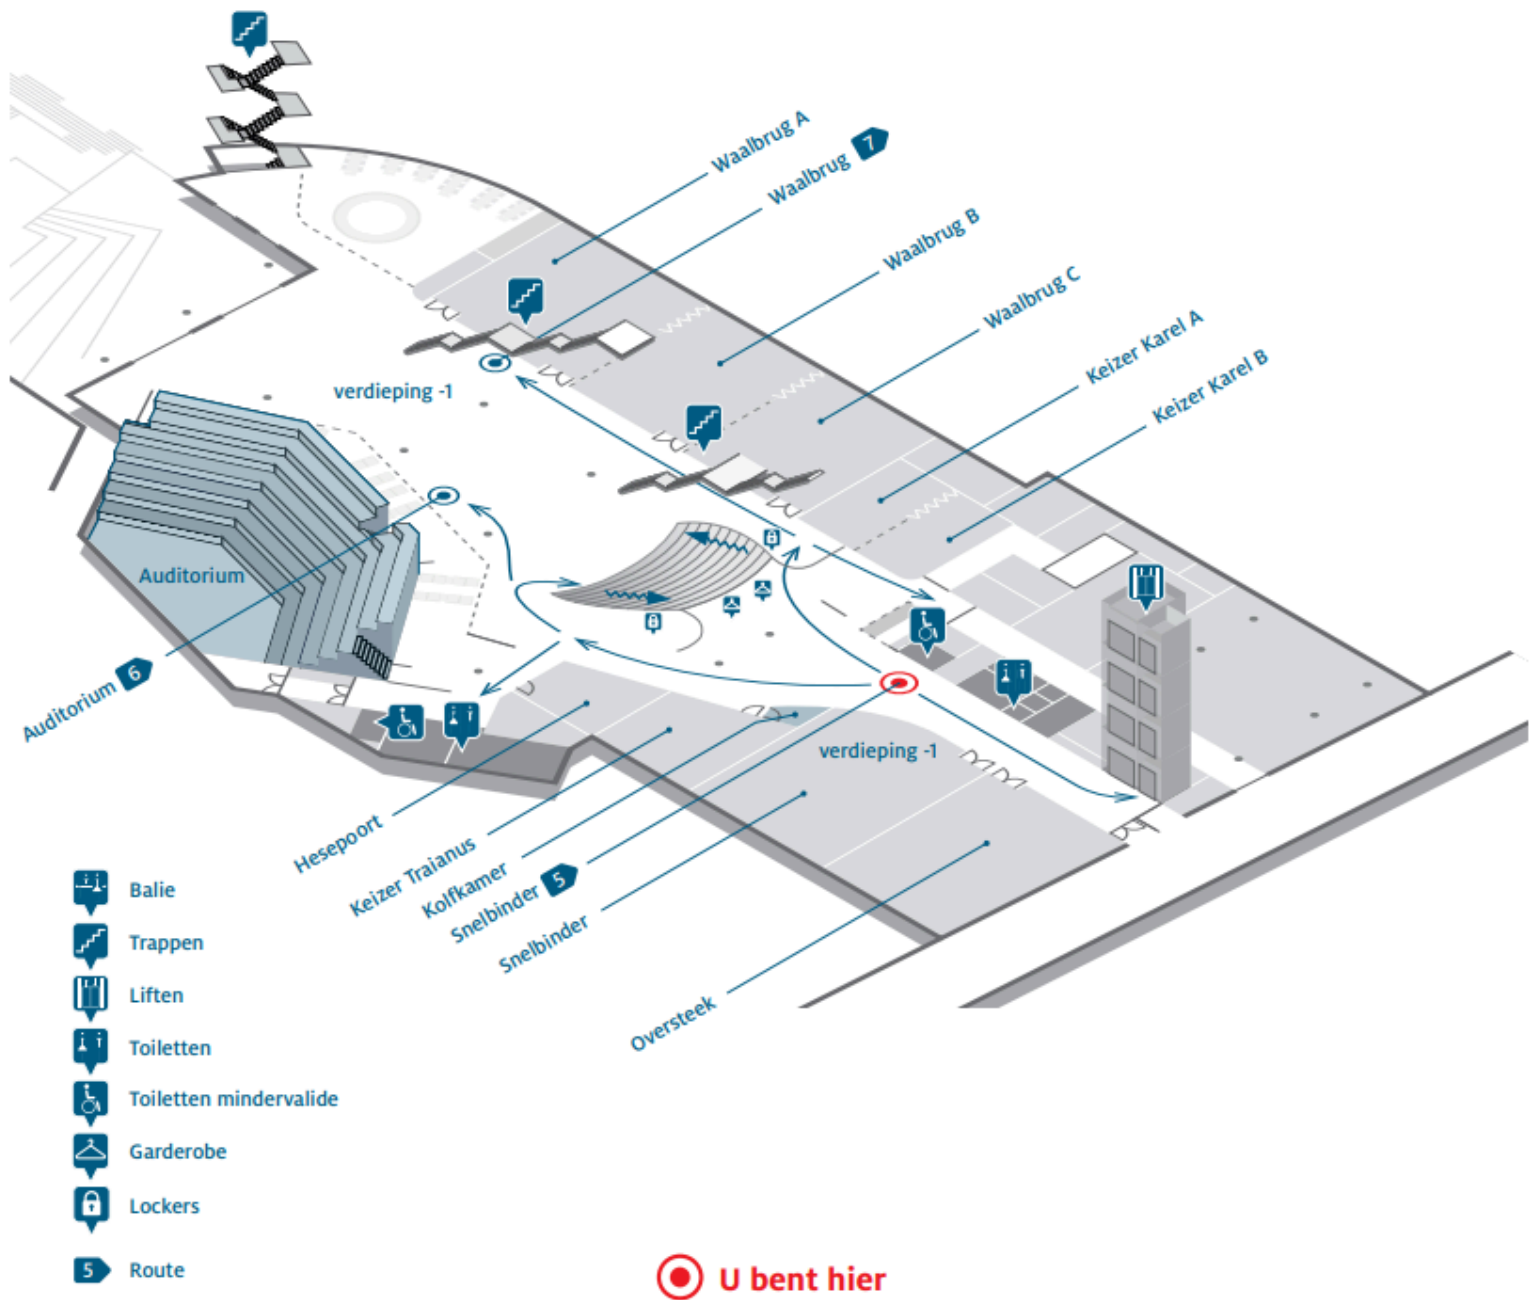 Waalbrug A
Waalbrug 7
Waalbrug B
Waalbrug C
Keizer Karel A
Keizer Karel B
verdieping -1
Auditorium
Auditorium 6
verdieping -1
Hesepoort
Keizer Traianus
Kolfkamer
Snelbinder 5
Snelbinder
Oversteek
Balie
Trappen
Liften
Toiletten
Toiletten mindervalide
Garderobe
Lockers
5 Route
U bent hier